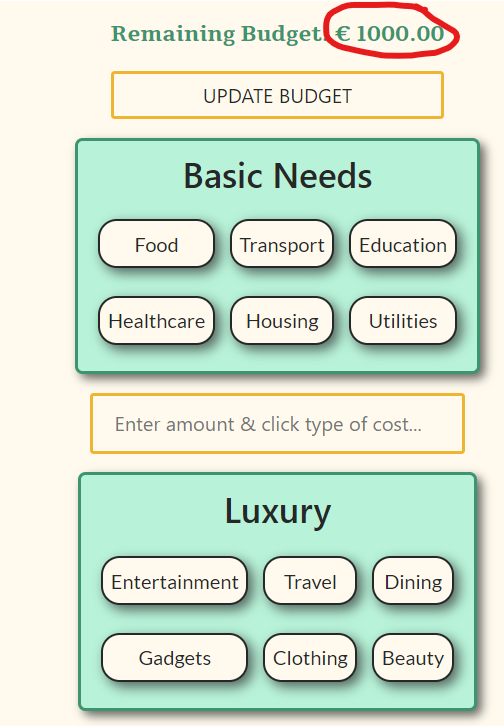 Remaining Budget: € 1000.00
UPDATE BUDGET
Basic Needs
Food Transport Education
Healthcare Housing Utilities
Enter amount & click type of cost...
Luxury
Entertainment Travel Dining
Gadgets Clothing Beauty